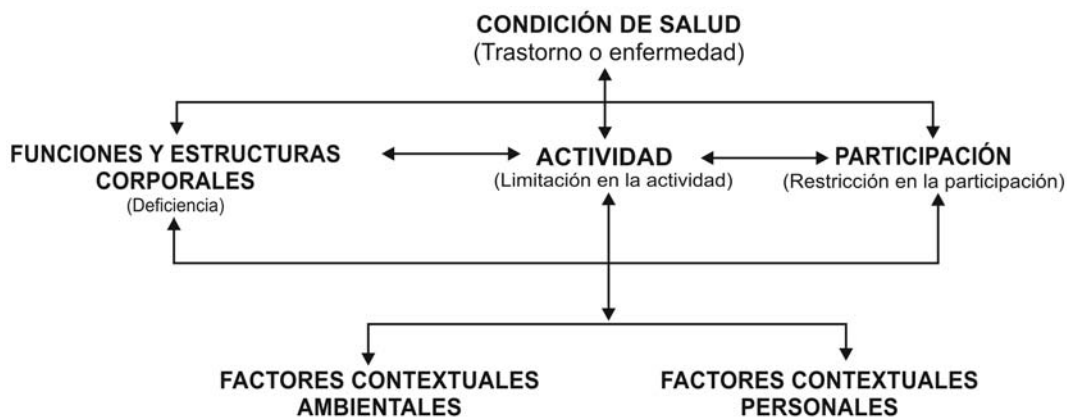 CONDICIÓN DE SALUD
(Trastorno o enfermedad)
FUNCIONES Y ESTRUCTURAS
CORPORALES
(Deficiencia)
ACTIVIDAD
(Limitación en la actividad)
PARTICIPACIÓN
(Restricción en la participación)
FACTORES CONTEXTUALES
AMBIENTALES
FACTORES CONTEXTUALES
PERSONALES